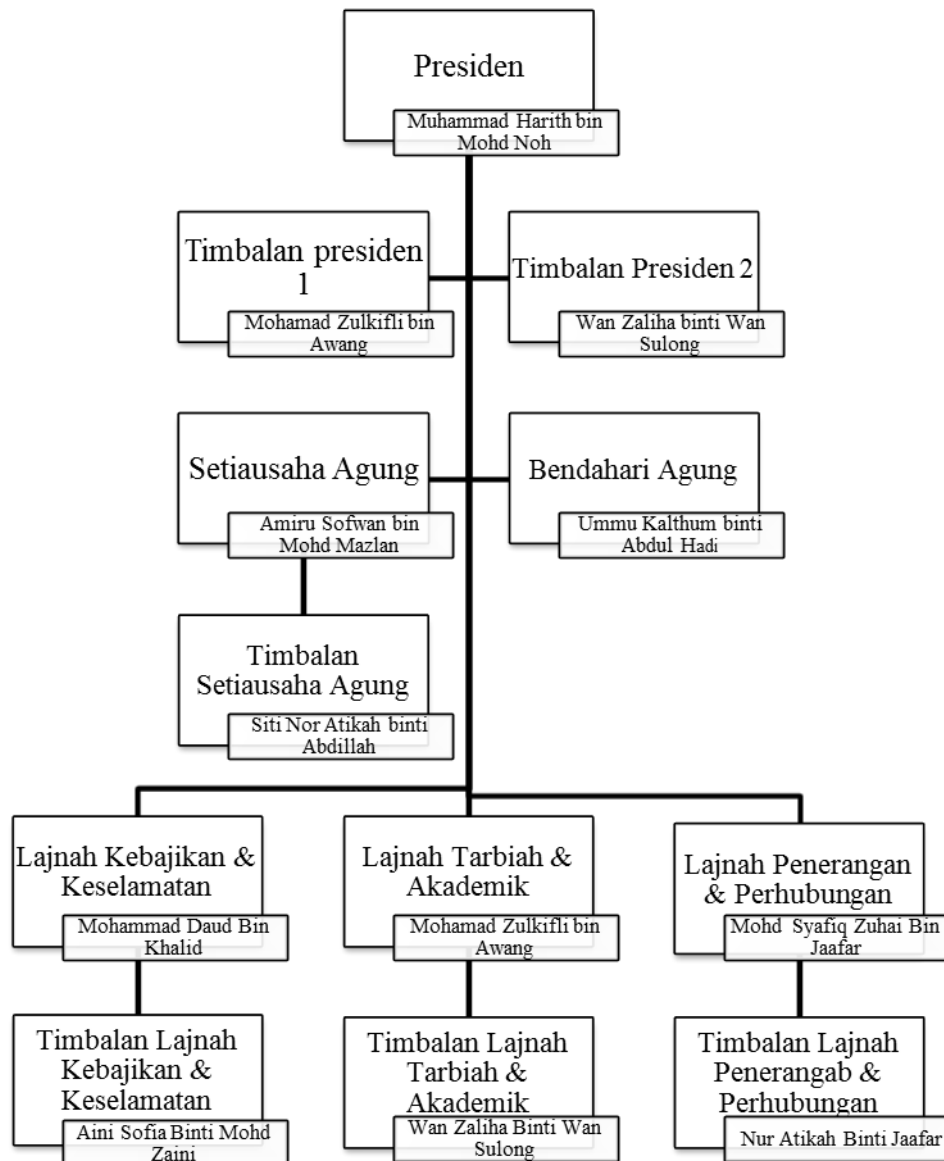 Presiden
Muhammad Harith bin
Mohd Noh
Timbalan presiden
1
Mohamad Zulkifli bin
Awang
Timbalan Presiden 2
Wan Zaliha binti Wan
Sulong
Setiausaha Agung
Amiru Sofwan bin
Mohd Mazlan
Bendahari Agung
Ummu Kalthum binti
Abdul Hadi
Timbalan
Setiausaha Agung
Siti Nor Atikah binti
Abdillah
Lajnah Kebajikan &
Keselamatan
Mohammad Daud Bin
Khalid
Lajnah Tarbiah &
Akademik
Mohamad Zulkifli bin
Awang
Lajnah Penerangan
& Perhubungan
Mohd Syafiq Zuhai Bin
Jaafar
Timbalan Lajnah
Kebajikan &
Keselamatan
Aini Sofia Binti Mohd
Zaini
Timbalan Lajnah
Tarbiah &
Akademik
Wan Zaliha Binti Wan
Sulong
Timbalan Lajnah
Penerangab &
Perhubungan
Nur Atikah Binti Jaafar